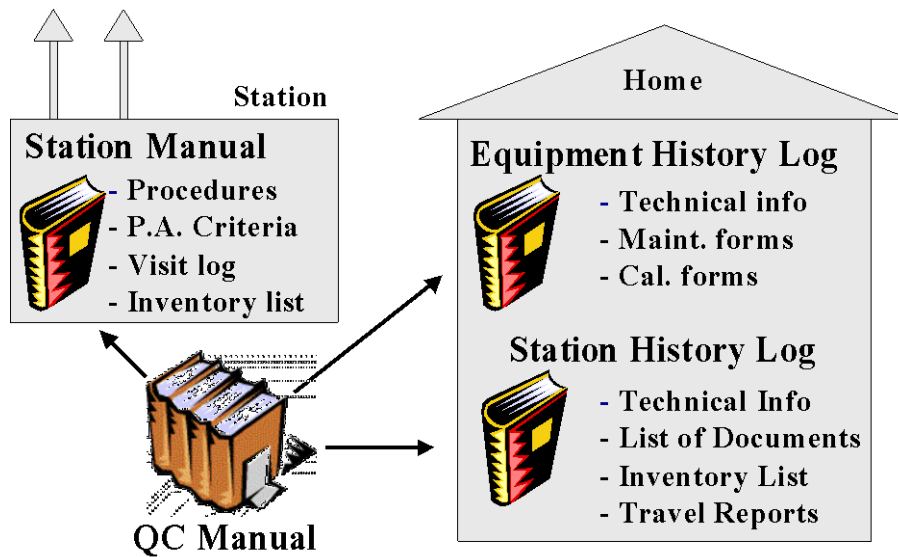 Station
Station Manual
- Procedures
- P.A. Criteria
- Visit log
- Inventory list
Home
Equipment History Log
- Technical info
- Maint. forms
- Cal. forms
Station History Log
- Technical Info
- List of Documents
- Inventory List
- Travel Reports
QC Manual